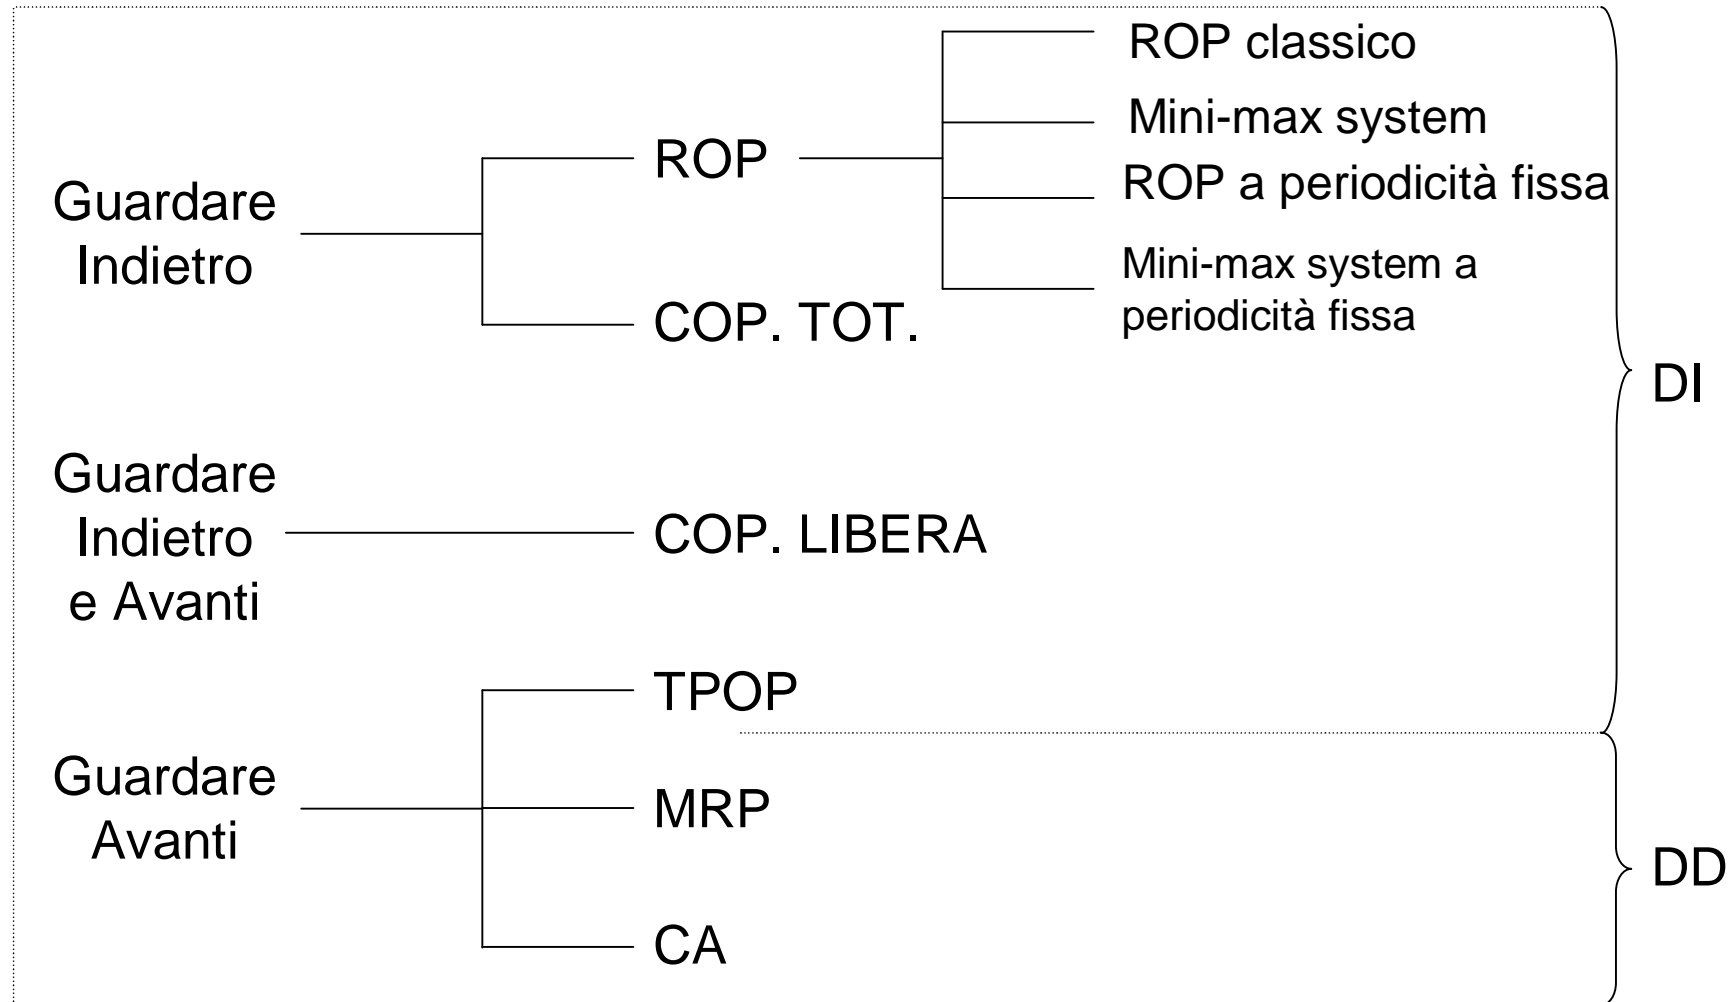 ROP classico
Mini-max system
ROP
ROP a periodicità fissa
Guardare
Indietro
Mini-max system a
periodicità fissa
COP. TOT.
DI
Guardare
Indietro
e Avanti
COP. LIBERA
TPOP
Guardare
Avanti
MRP
DD
CA